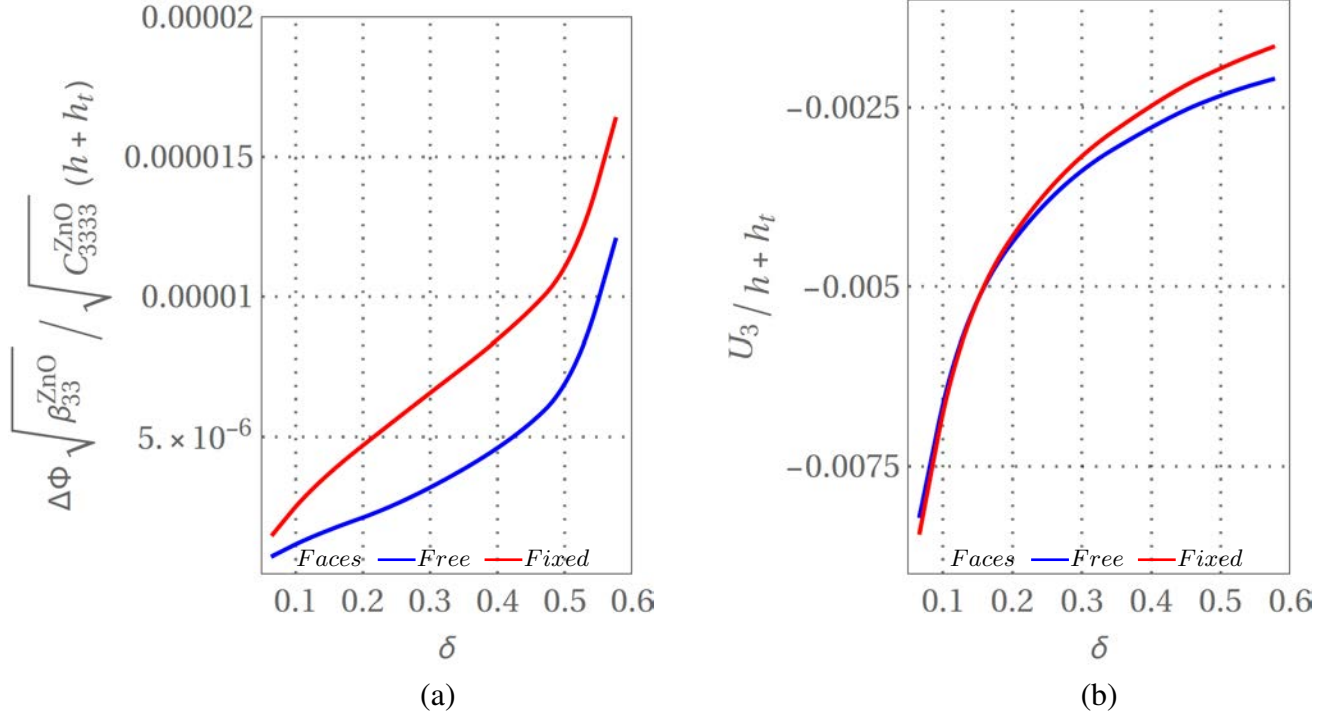 0.00002
0.000015
0.00001
5. × 10⁻⁶
ΔΦ √β₃₃^ZnO / √C₃₃₃₃^ZnO (h + hₜ)
Faces Free Fixed
0.1 0.2 0.3 0.4 0.5 0.6
δ
(a)
−0.0025
−0.005
−0.0075
U₃ / h + hₜ
Faces Free Fixed
0.1 0.2 0.3 0.4 0.5 0.6
δ
(b)